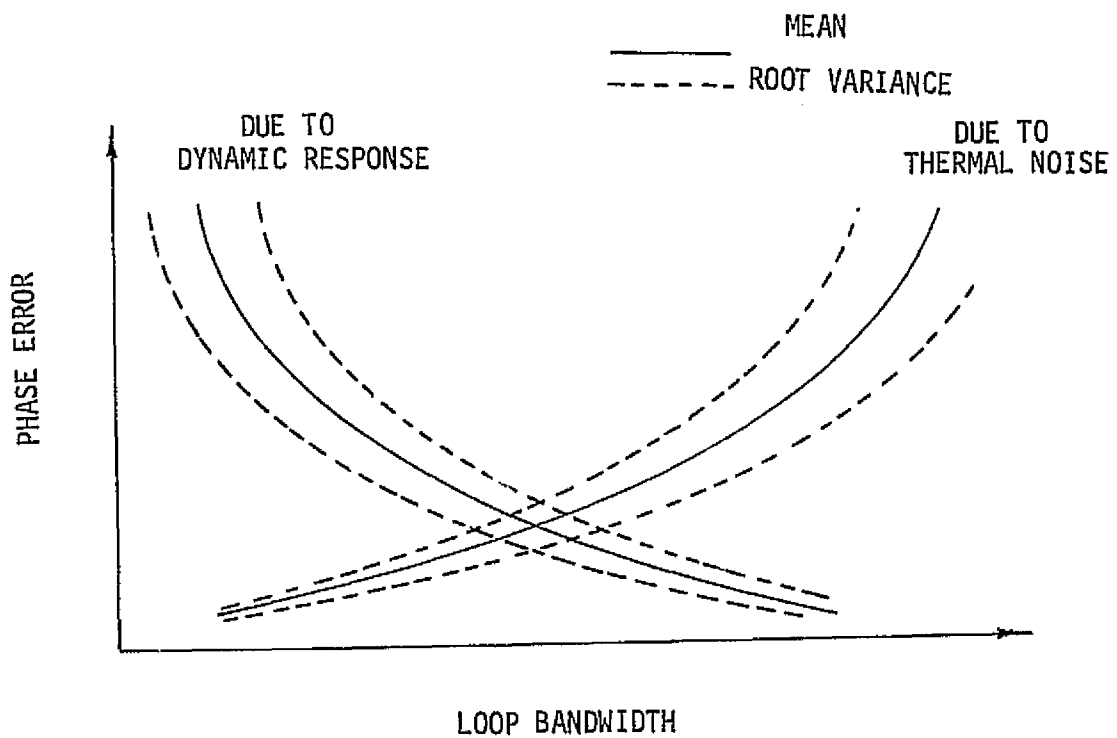 MEAN
ROOT VARIANCE
DUE TO
DYNAMIC RESPONSE
DUE TO
THERMAL NOISE
PHASE ERROR
LOOP BANDWIDTH